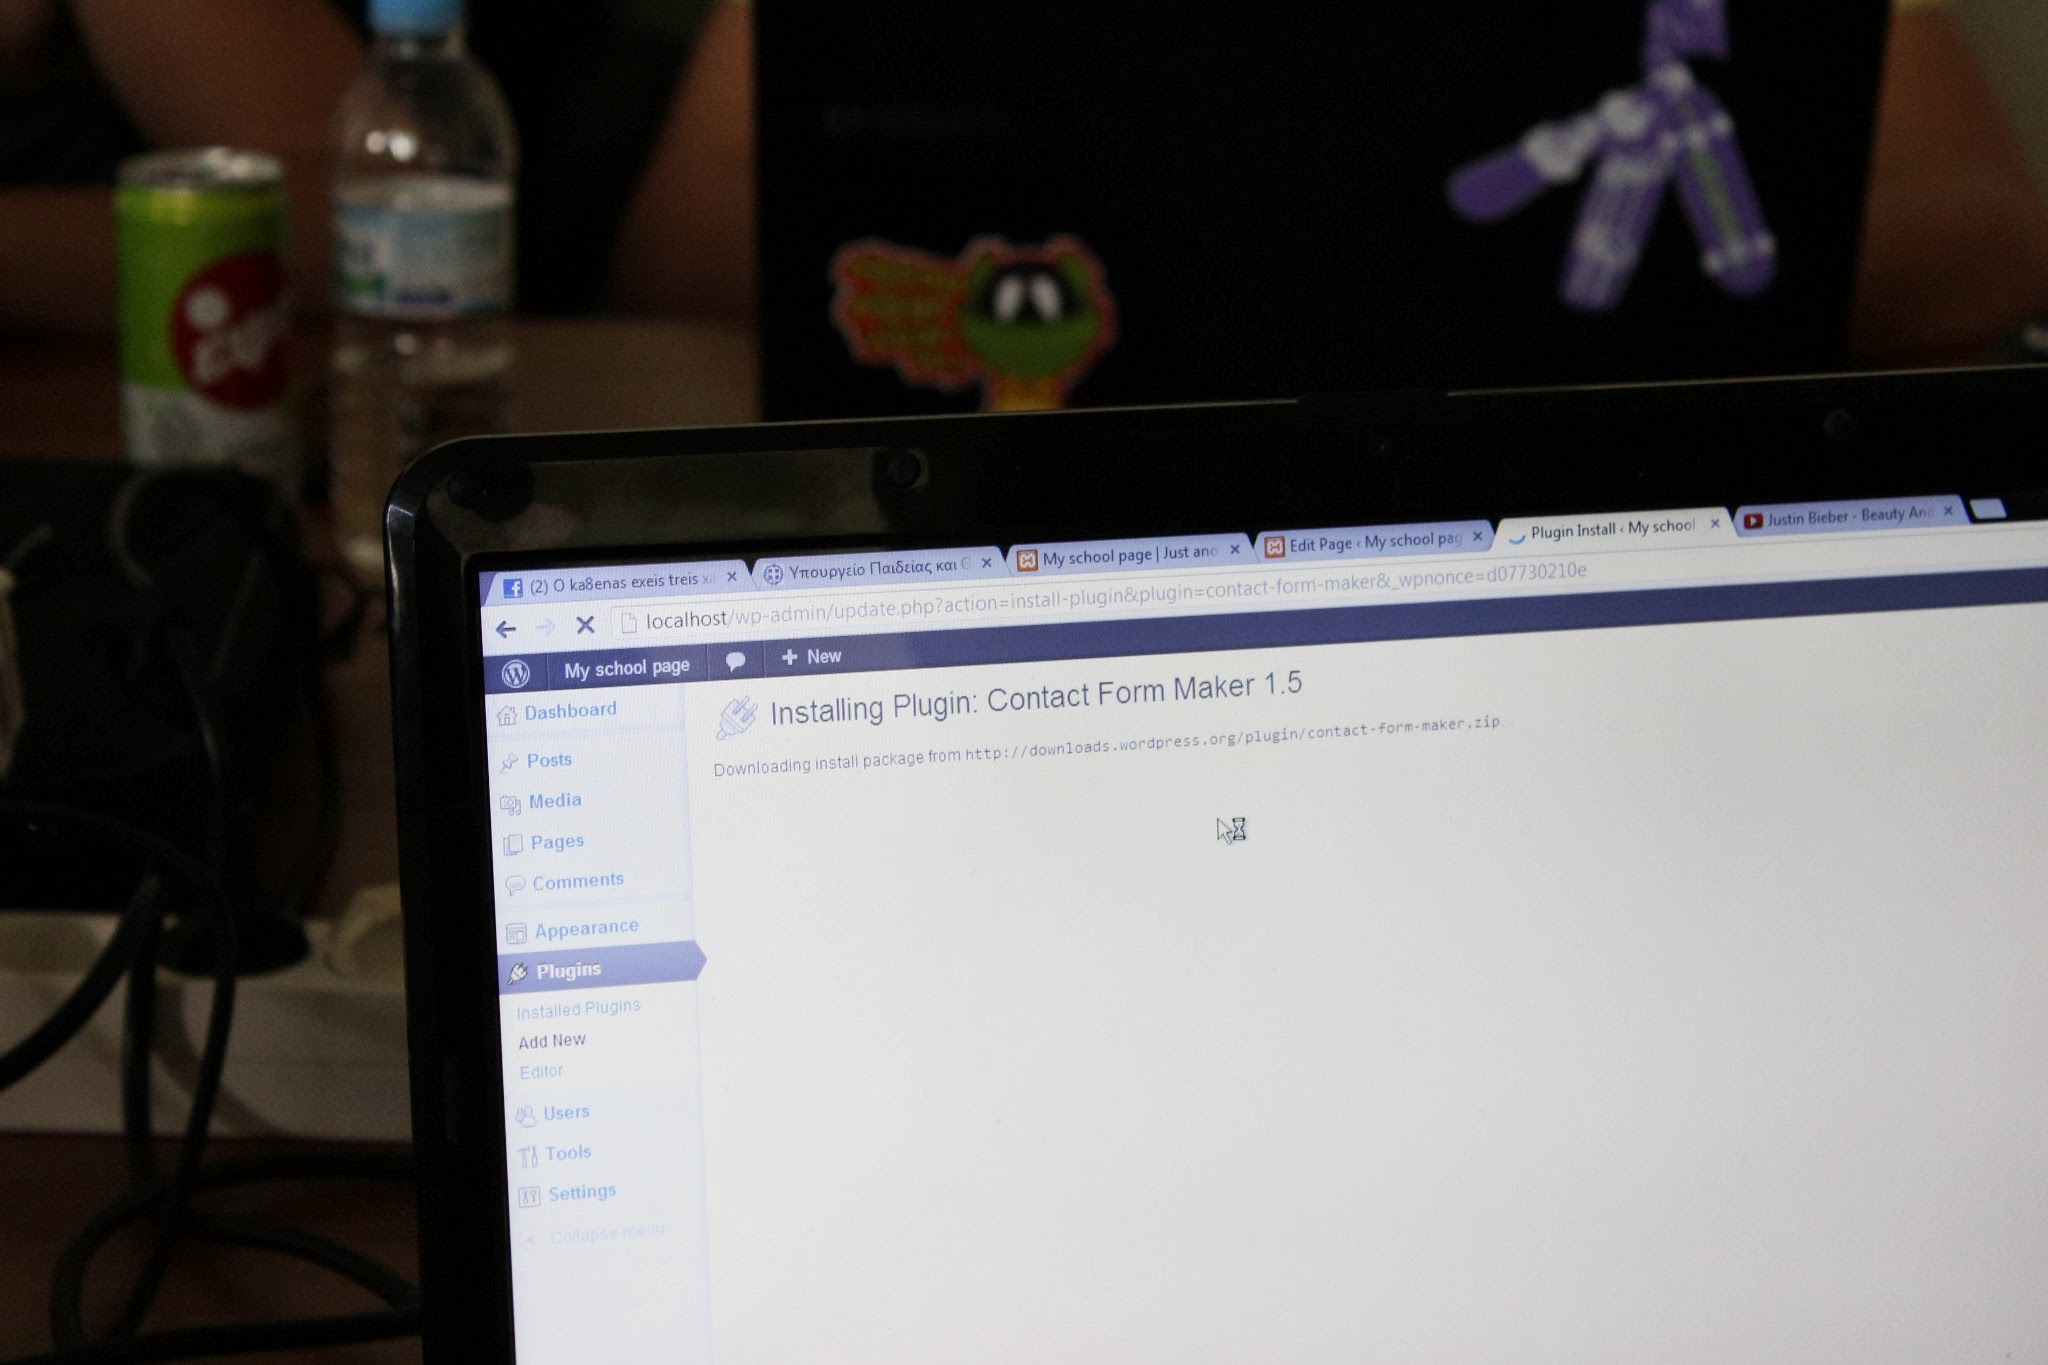 (2) O ka8enas exeis treis
Υπουργείο Παιδείας και
My school page | Just ano
Edit Page ‹ My school pag
Plugin Install ‹ My school
Justin Bieber - Beauty And
localhost/wp-admin/update.php?action=install-plugin&plugin=contact-form-maker&_wpnonce=d07730210e
My school page
New
Installing Plugin: Contact Form Maker 1.5
Downloading install package from http://downloads.wordpress.org/plugin/contact-form-maker.zip...
Dashboard
Posts
Media
Pages
Comments
Appearance
Plugins
Installed Plugins
Add New
Editor
Users
Tools
Settings
Collapse menu